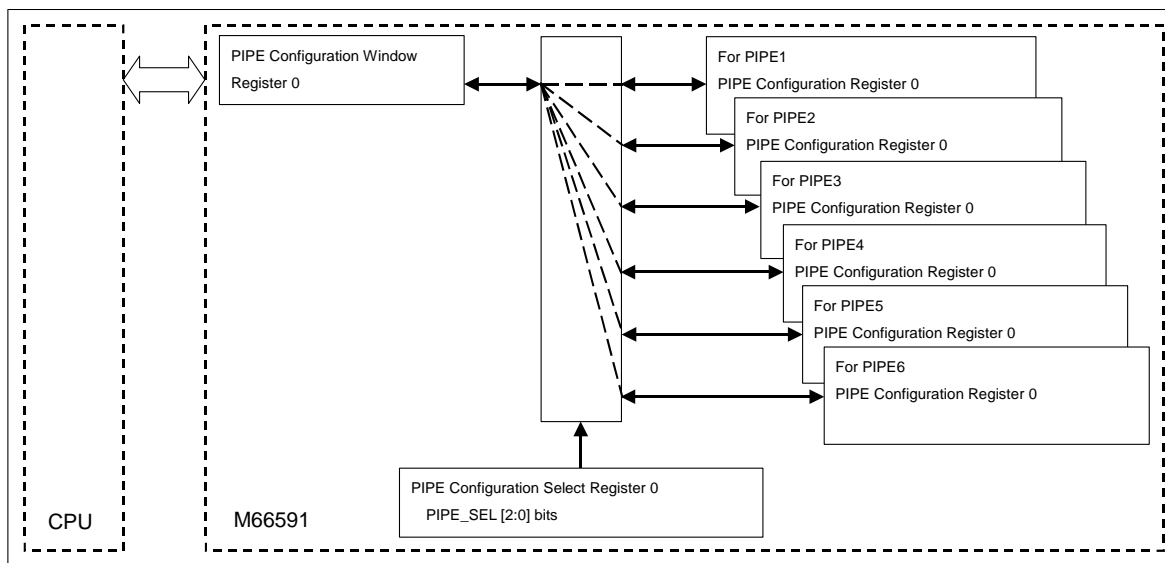 PIPE Configuration Window
Register 0
For PIPE1
PIPE Configuration Register 0
For PIPE2
PIPE Configuration Register 0
For PIPE3
PIPE Configuration Register 0
For PIPE4
PIPE Configuration Register 0
For PIPE5
PIPE Configuration Register 0
For PIPE6
PIPE Configuration Register 0
PIPE Configuration Select Register 0
PIPE_SEL [2:0] bits
CPU
M66591